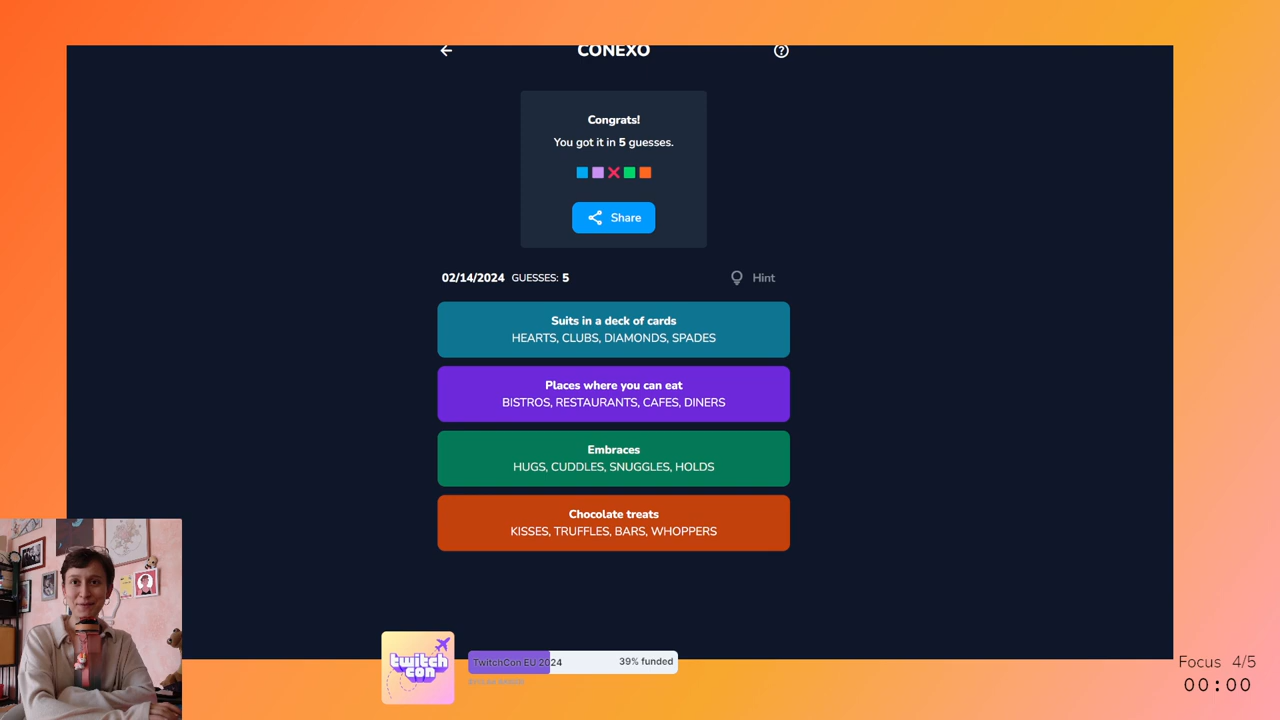 CONEXO
Congrats!
You got it in 5 guesses.
Share
02/14/2024 GUESSES: 5
Hint
Suits in a deck of cards
HEARTS, CLUBS, DIAMONDS, SPADES
Places where you can eat
BISTROS, RESTAURANTS, CAFES, DINERS
Embraces
HUGS, CUDDLES, SNUGGLES, HOLDS
Chocolate treats
KISSES, TRUFFLES, BARS, WHOPPERS
twitch
con
TwitchCon EU 2024 39% funded
Focus 4/5
00:00